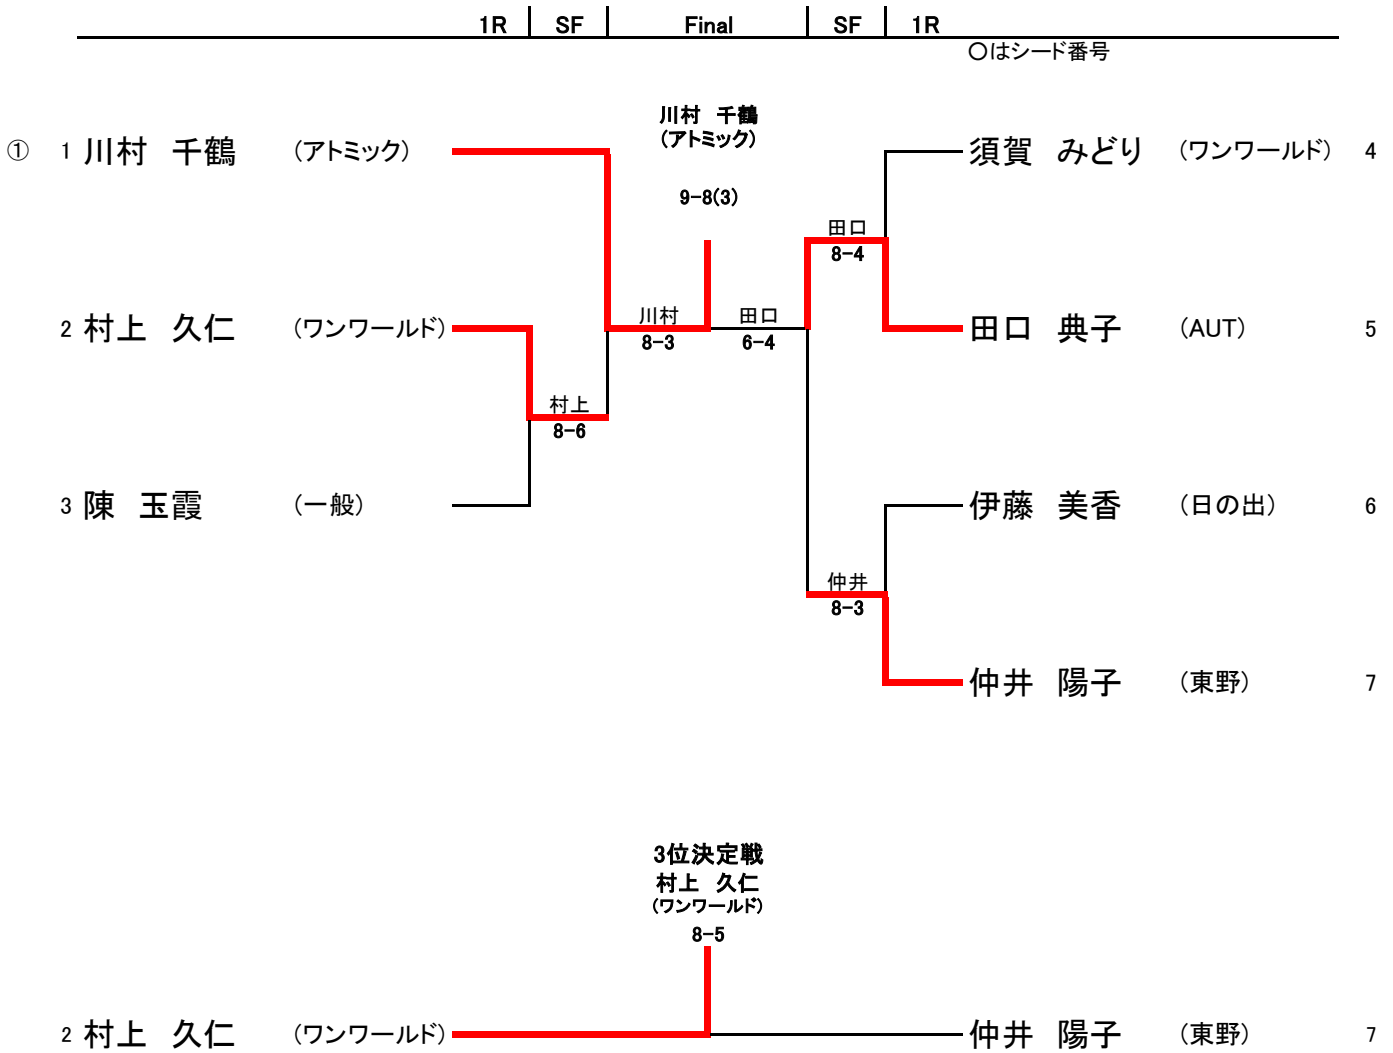 1R SF Final SF 1R
〇はシード番号
川村 千鶴
(アトミック)
① 1 川村 千鶴 (アトミック) 須賀 みどり (ワンワールド) 4
9-8(3)
田口
8-4
2 村上 久仁 (ワンワールド) 川村 田口 田口 典子 (AUT) 5
8-3 6-4
村上
8-6
3 陳 玉霞 (一般) 伊藤 美香 (日の出) 6
仲井
8-3
仲井 陽子 (東野) 7
3位決定戦
村上 久仁
(ワンワールド)
8-5
2 村上 久仁 (ワンワールド) 仲井 陽子 (東野) 7